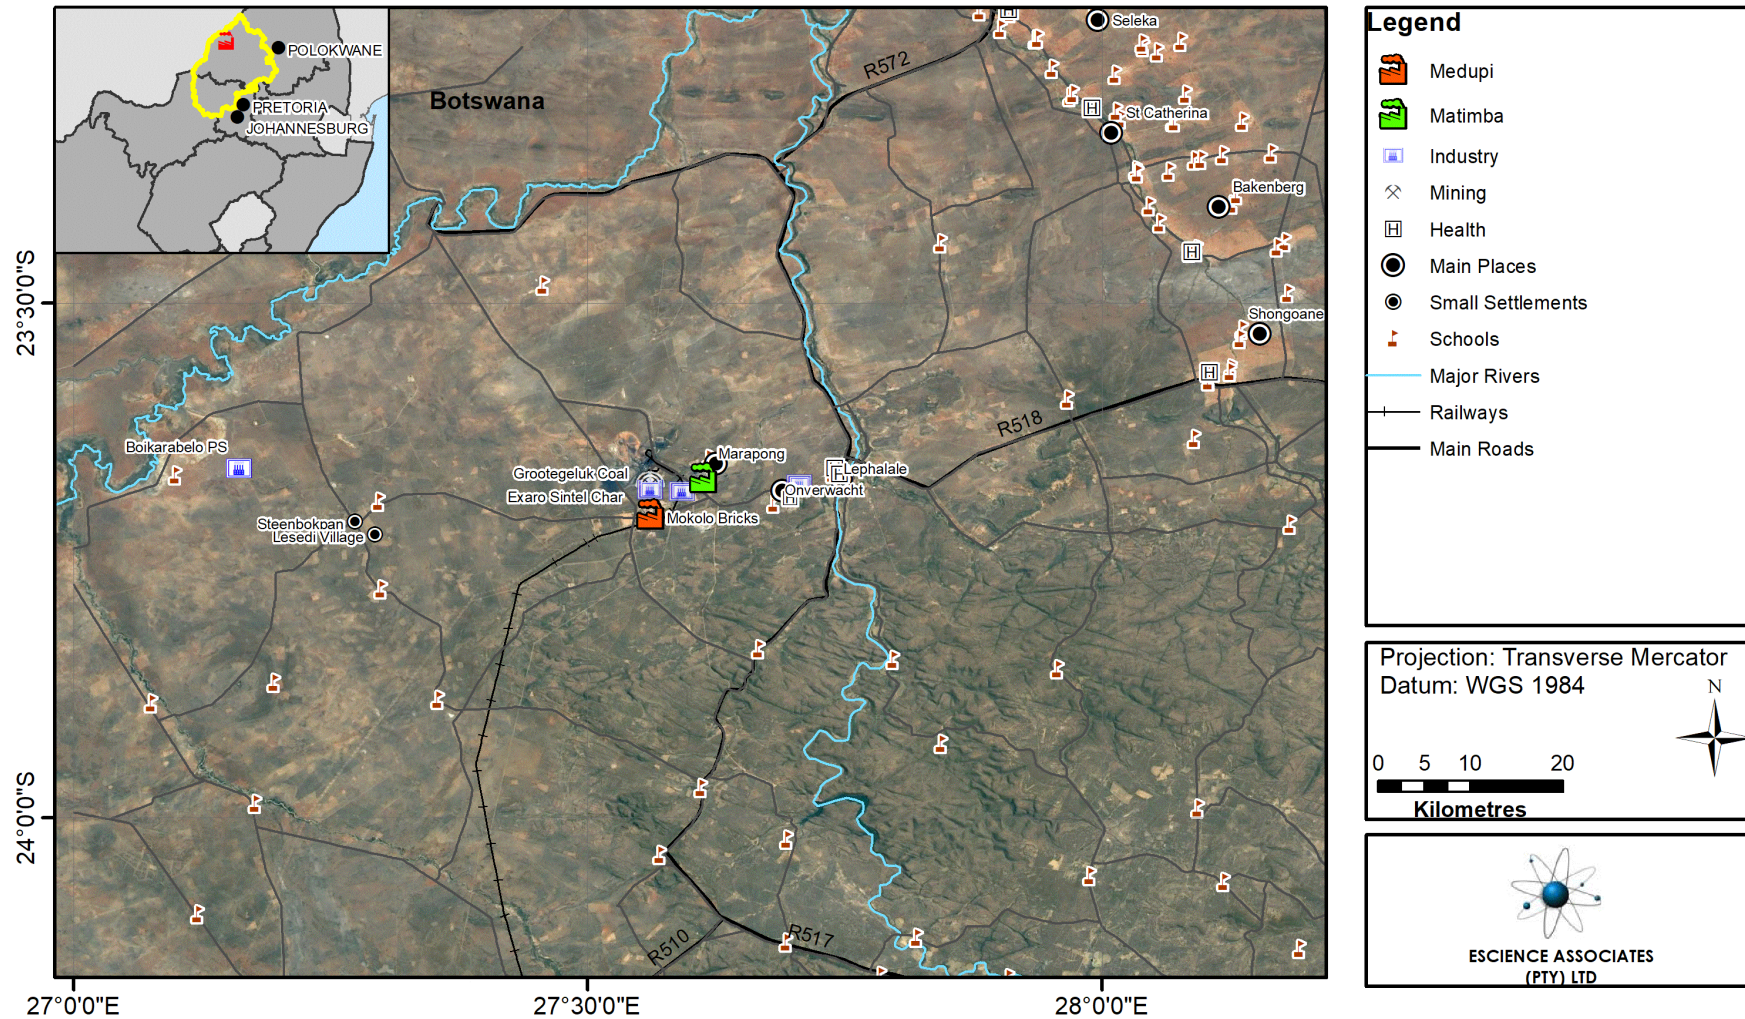 POLOKWANE
PRETORIA
JOHANNESBURG
Botswana
R572
Seleka
St Catherina
Bakenberg
Shongoane
R518
Boikarabelo PS
Marapong
Grootegeluk Coal
Lephalale
Exaro Sintel Char
Onverwacht
Mokolo Bricks
Steenbokpan
Lesedi Village
R510
R517
23°30'0"S
24°0'0"S
27°0'0"E
27°30'0"E
28°0'0"E
Legend
Medupi
Matimba
Industry
Mining
H Health
Main Places
Small Settlements
Schools
Major Rivers
Railways
Main Roads
Projection: Transverse Mercator
Datum: WGS 1984
N
0 5 10 20
Kilometres
ESCIENCE ASSOCIATES
(PTY) LTD